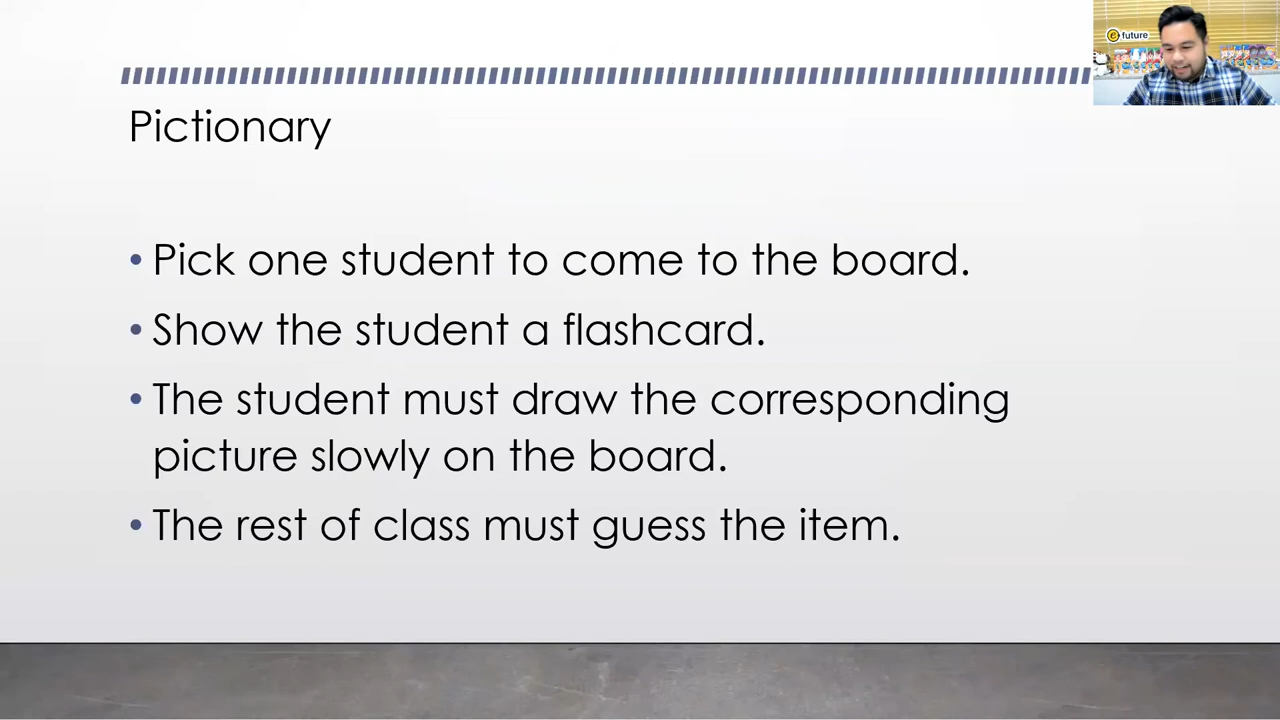 e future
Pictionary
• Pick one student to come to the board.
• Show the student a flashcard.
• The student must draw the corresponding
picture slowly on the board.
• The rest of class must guess the item.